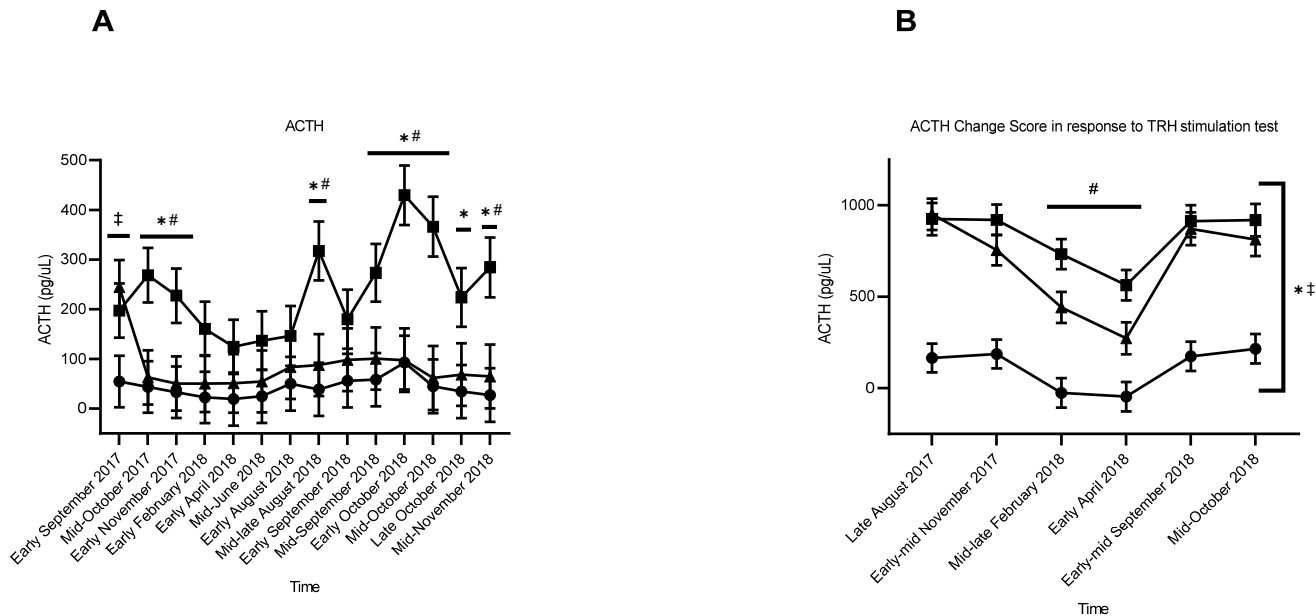 A
ACTH
* #
* #
‡
* #
*
* #
500
400
300
200
100
0
ACTH (pg/uL)
Early September 2017
Mid-October 2017
Early November 2017
Early February 2018
Early April 2018
Mid-June 2018
Early August 2018
Mid-late August 2018
Early September 2018
Mid-September 2018
Early October 2018
Mid-October 2018
Late October 2018
Mid-November 2018
Time
B
ACTH Change Score in response to TRH stimulation test
#
1000
500
0
ACTH (pg/uL)
* ‡
Late August 2017
Early-mid November 2017
Mid-late February 2018
Early April 2018
Early-mid September 2018
Mid-October 2018
Time